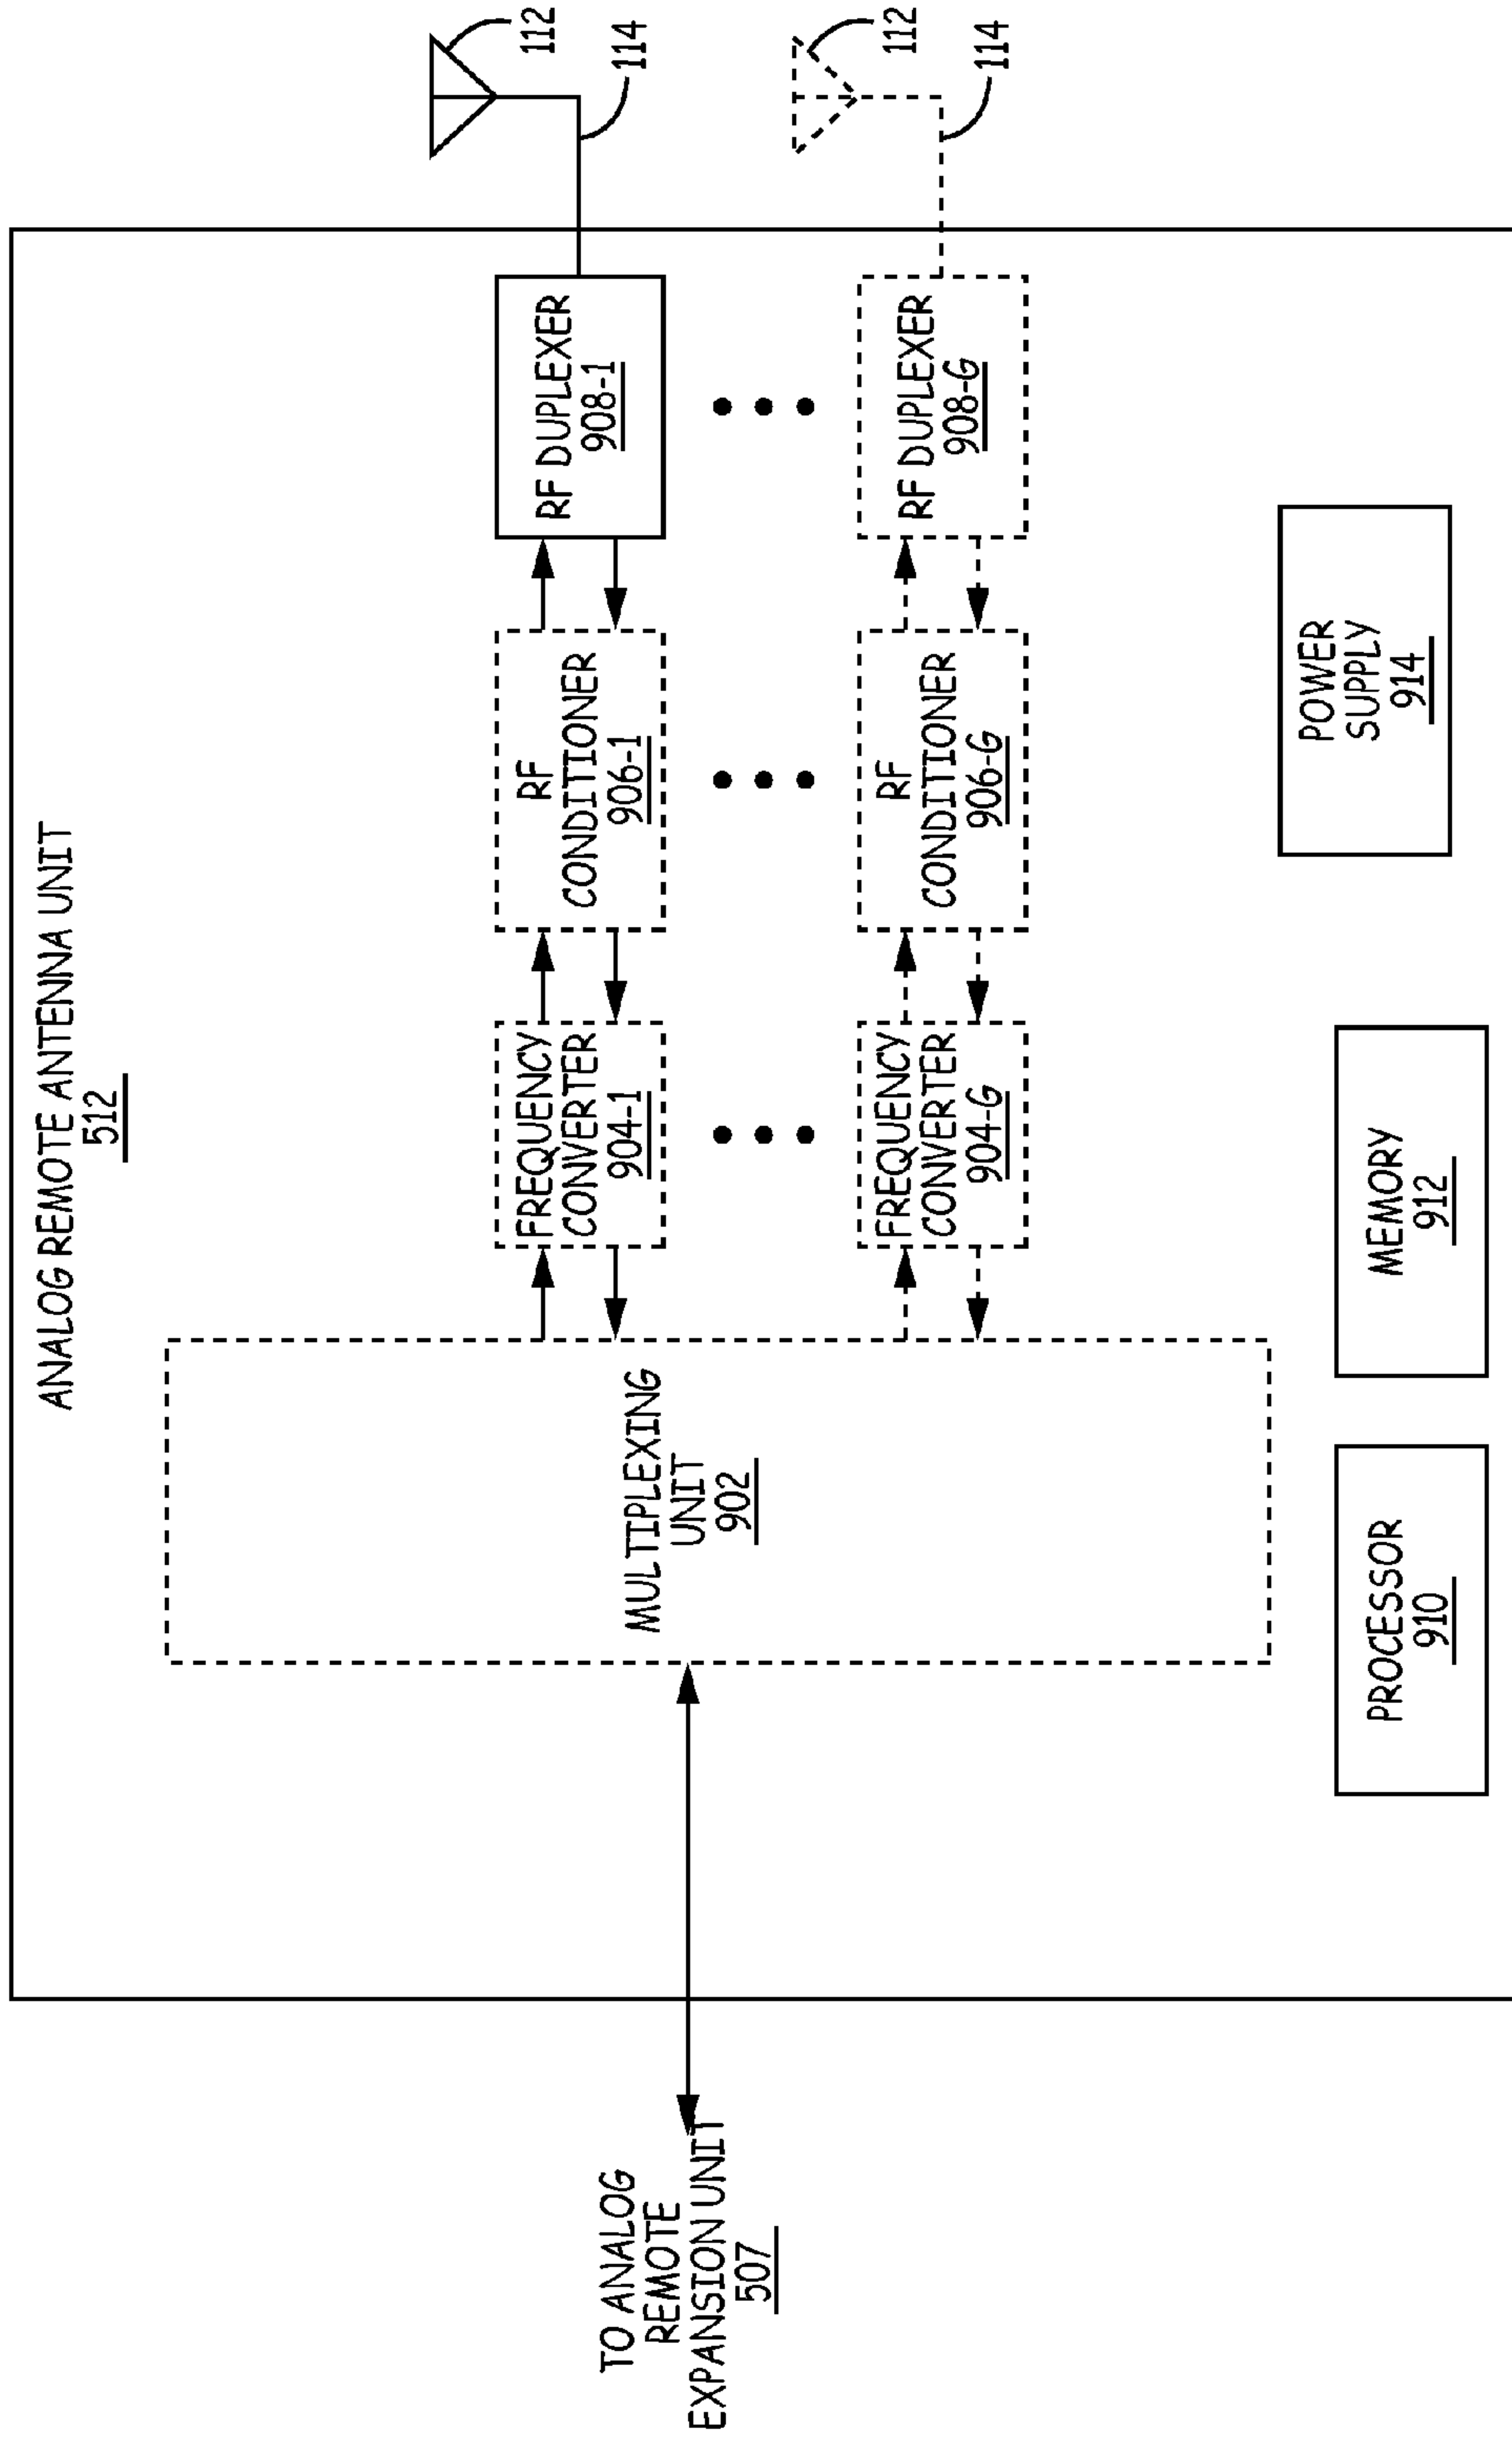 ANALOG REMOTE ANTENNA UNIT
512
TO ANALOG
REMOTE
EXPANSION UNIT
507
MULTIPLEXING
UNIT
902
FREQUENCY
CONVERTER
904-1
RF
CONDITIONER
906-1
RF DUPLEXER
908-1
112
114
FREQUENCY
CONVERTER
904-G
RF
CONDITIONER
906-G
RF DUPLEXER
908-G
112
114
PROCESSOR
910
MEMORY
912
POWER
SUPPLY
914